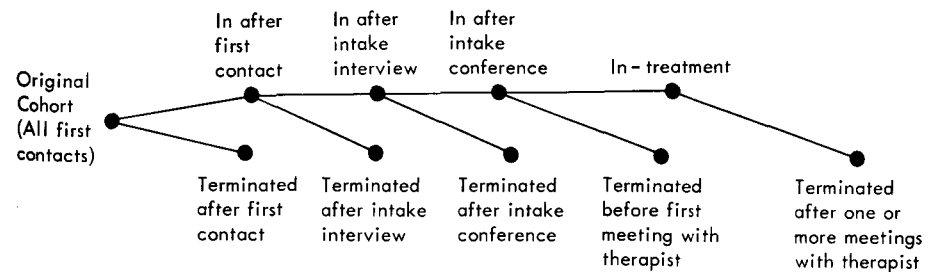 Original
Cohort
(All first
contacts)
In after
first
contact
In after
intake
interview
In after
intake
conference
In-treatment
Terminated
after first
contact
Terminated
after intake
interview
Terminated
after intake
conference
Terminated
before first
meeting with
therapist
Terminated
after one or
more meetings
with therapist